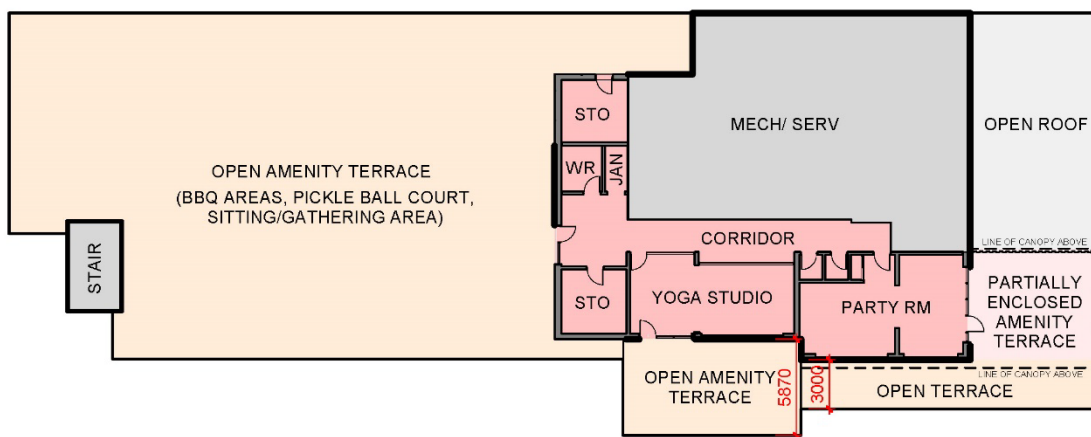 STO
MECH/ SERV
OPEN ROOF
OPEN AMENITY TERRACE
(BBQ AREAS, PICKLE BALL COURT,
SITTING/GATHERING AREA)
WR
JAN
STAIR
CORRIDOR
LINE OF CANOPY ABOVE
STO
YOGA STUDIO
PARTY RM
PARTIALLY
ENCLOSED
AMENITY
TERRACE
LINE OF CANOPY ABOVE
OPEN AMENITY
TERRACE
5870
3000
OPEN TERRACE